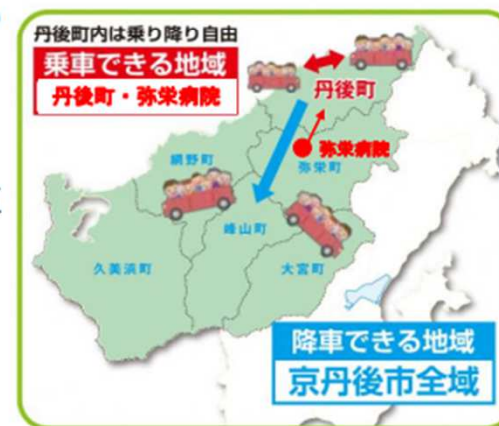 丹後町内は乗り降り自由
乗車できる地域
丹後町・弥栄病院
丹後町
弥栄病院
網野町
弥栄町
峰山町
久美浜町
大宮町
降車できる地域
京丹後市全域